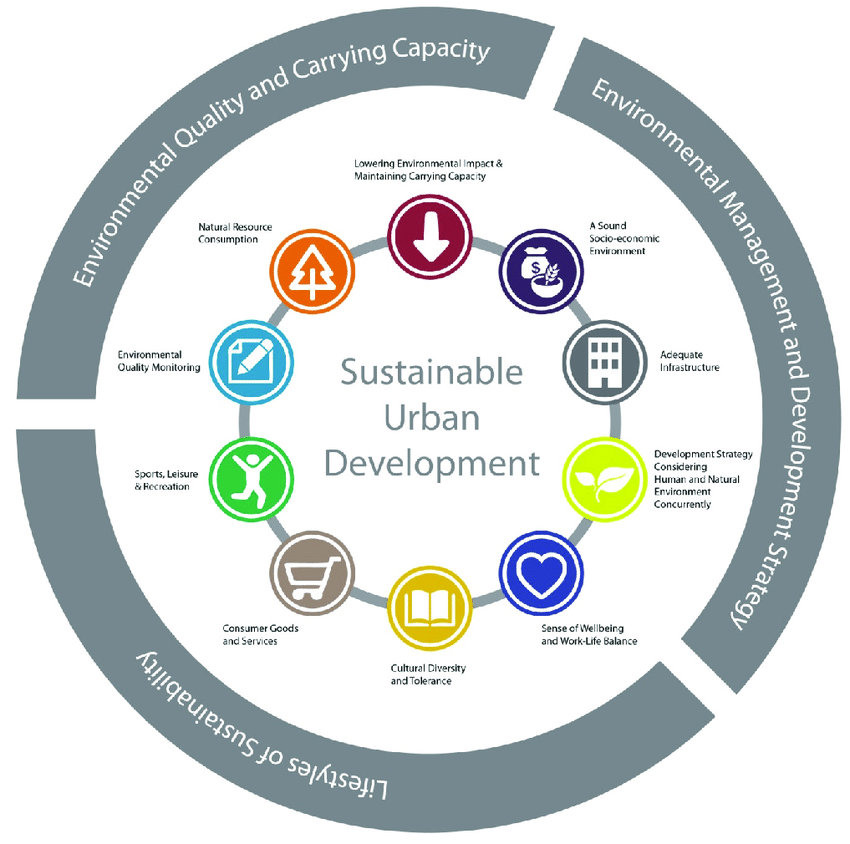 Environmental Quality and Carrying Capacity
Environmental Management and Development Strategy
Lowering Environmental Impact &
Maintaining Carrying Capacity
Natural Resource
Consumption
A Sound
Socio-economic
Environment
$
Environmental
Quality Monitoring
Adequate
Infrastructure
Sustainable
Urban
Development
Sports, Leisure
& Recreation
Development Strategy
Considering
Human and Natural
Environment
Concurrently
Consumer Goods
and Services
Sense of Wellbeing
and Work-Life Balance
Cultural Diversity
and Tolerance
Lifestyles of Sustainability